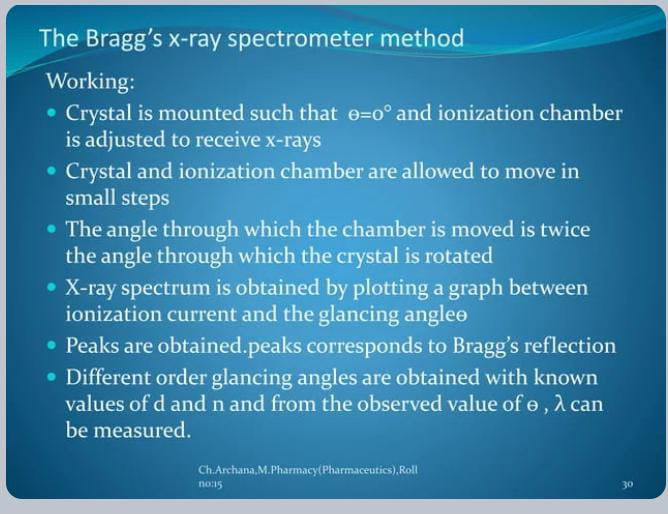 The Bragg's x-ray spectrometer method
Working:
Crystal is mounted such that ɵ=0° and ionization chamber
is adjusted to receive x-rays
Crystal and ionization chamber are allowed to move in
small steps
The angle through which the chamber is moved is twice
the angle through which the crystal is rotated
X-ray spectrum is obtained by plotting a graph between
ionization current and the glancing angleɵ
Peaks are obtained.peaks corresponds to Bragg's reflection
Different order glancing angles are obtained with known
values of d and n and from the observed value of ɵ , λ can
be measured.
Ch.Archana,M.Pharmacy(Pharmaceutics),Roll
no:15
30